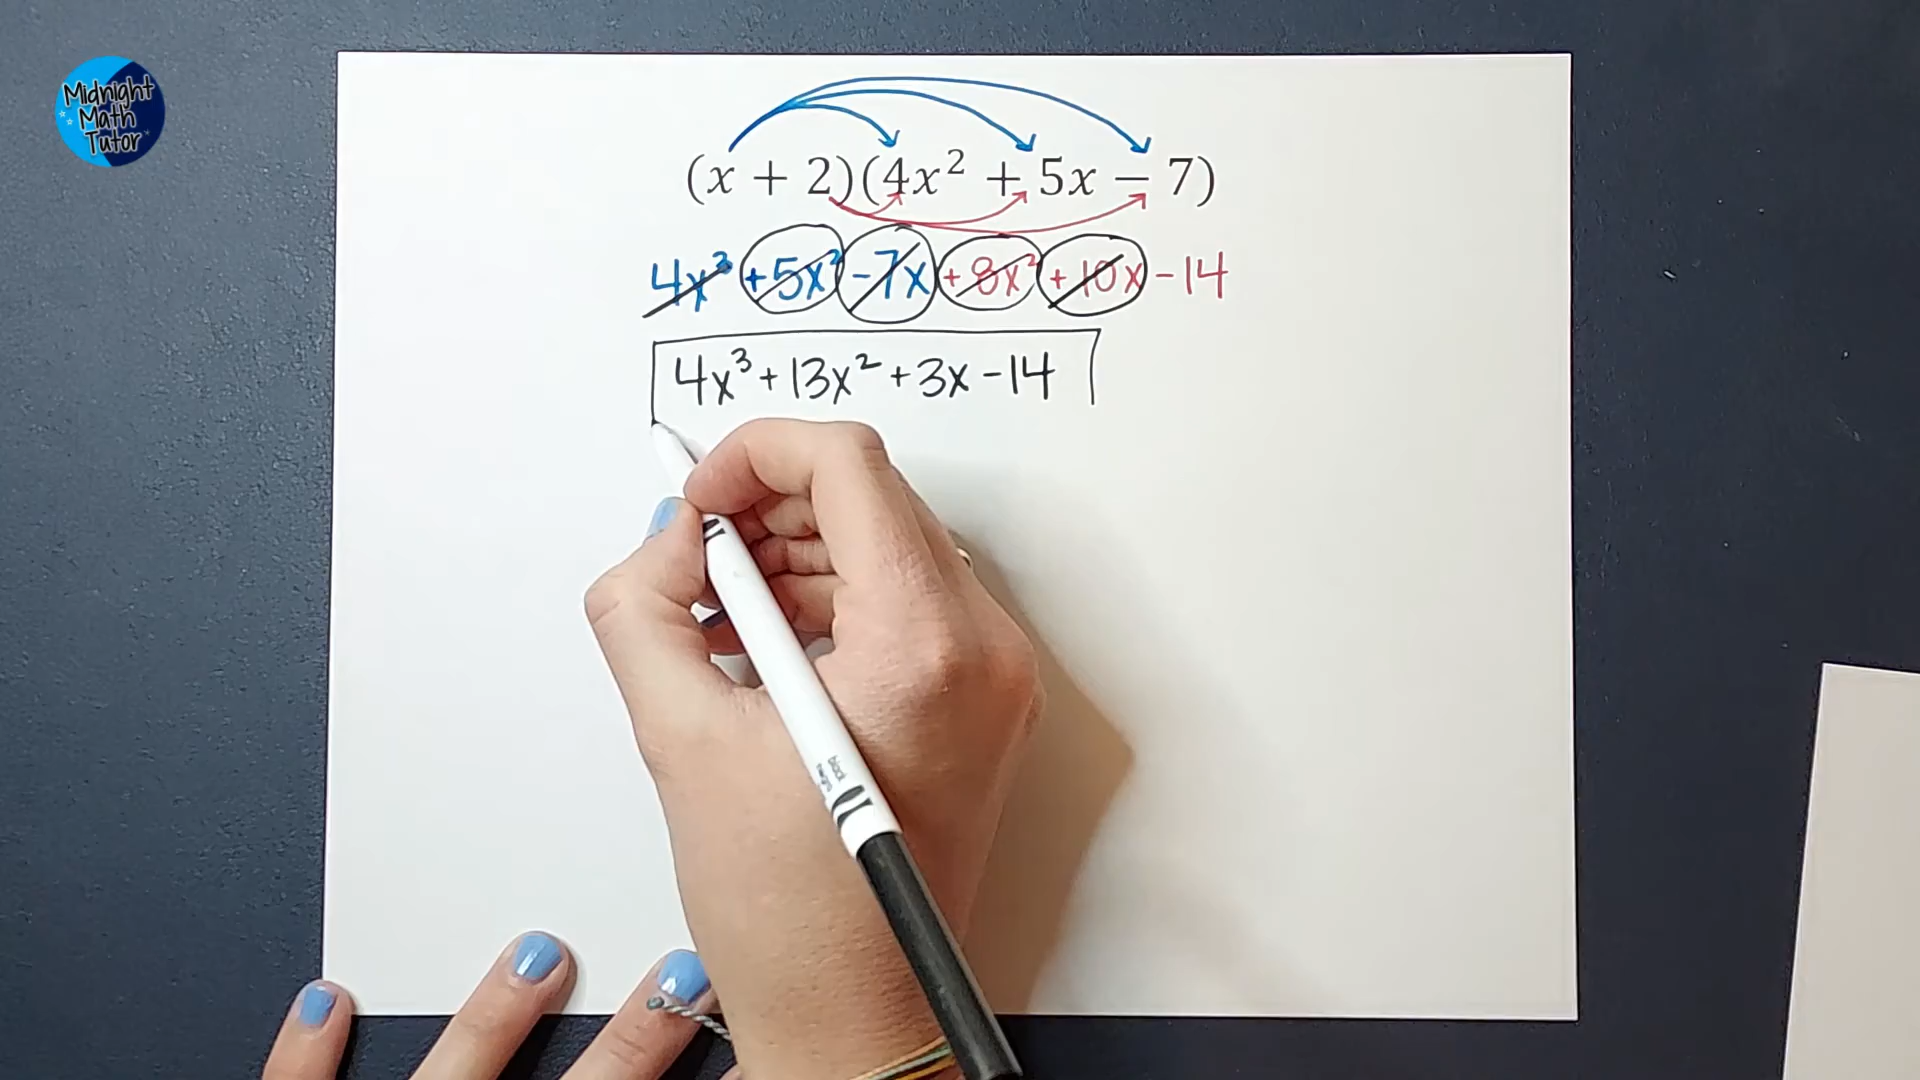 Midnight
Math
Tutor
(x + 2)(4x² + 5x − 7)
4x³ +5x² -7x +8x² +10x -14
4x³ + 13x² + 3x - 14